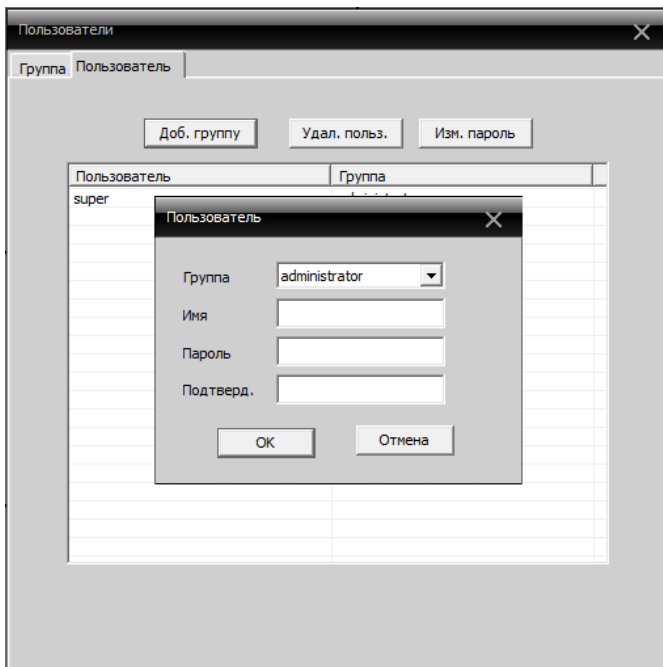 Пользователи
Группа Пользователь
Доб. группу Удал. польз. Изм. пароль
Пользователь Группа
super
Пользователь
Группа administrator
Имя
Пароль
Подтверд.
OK Отмена